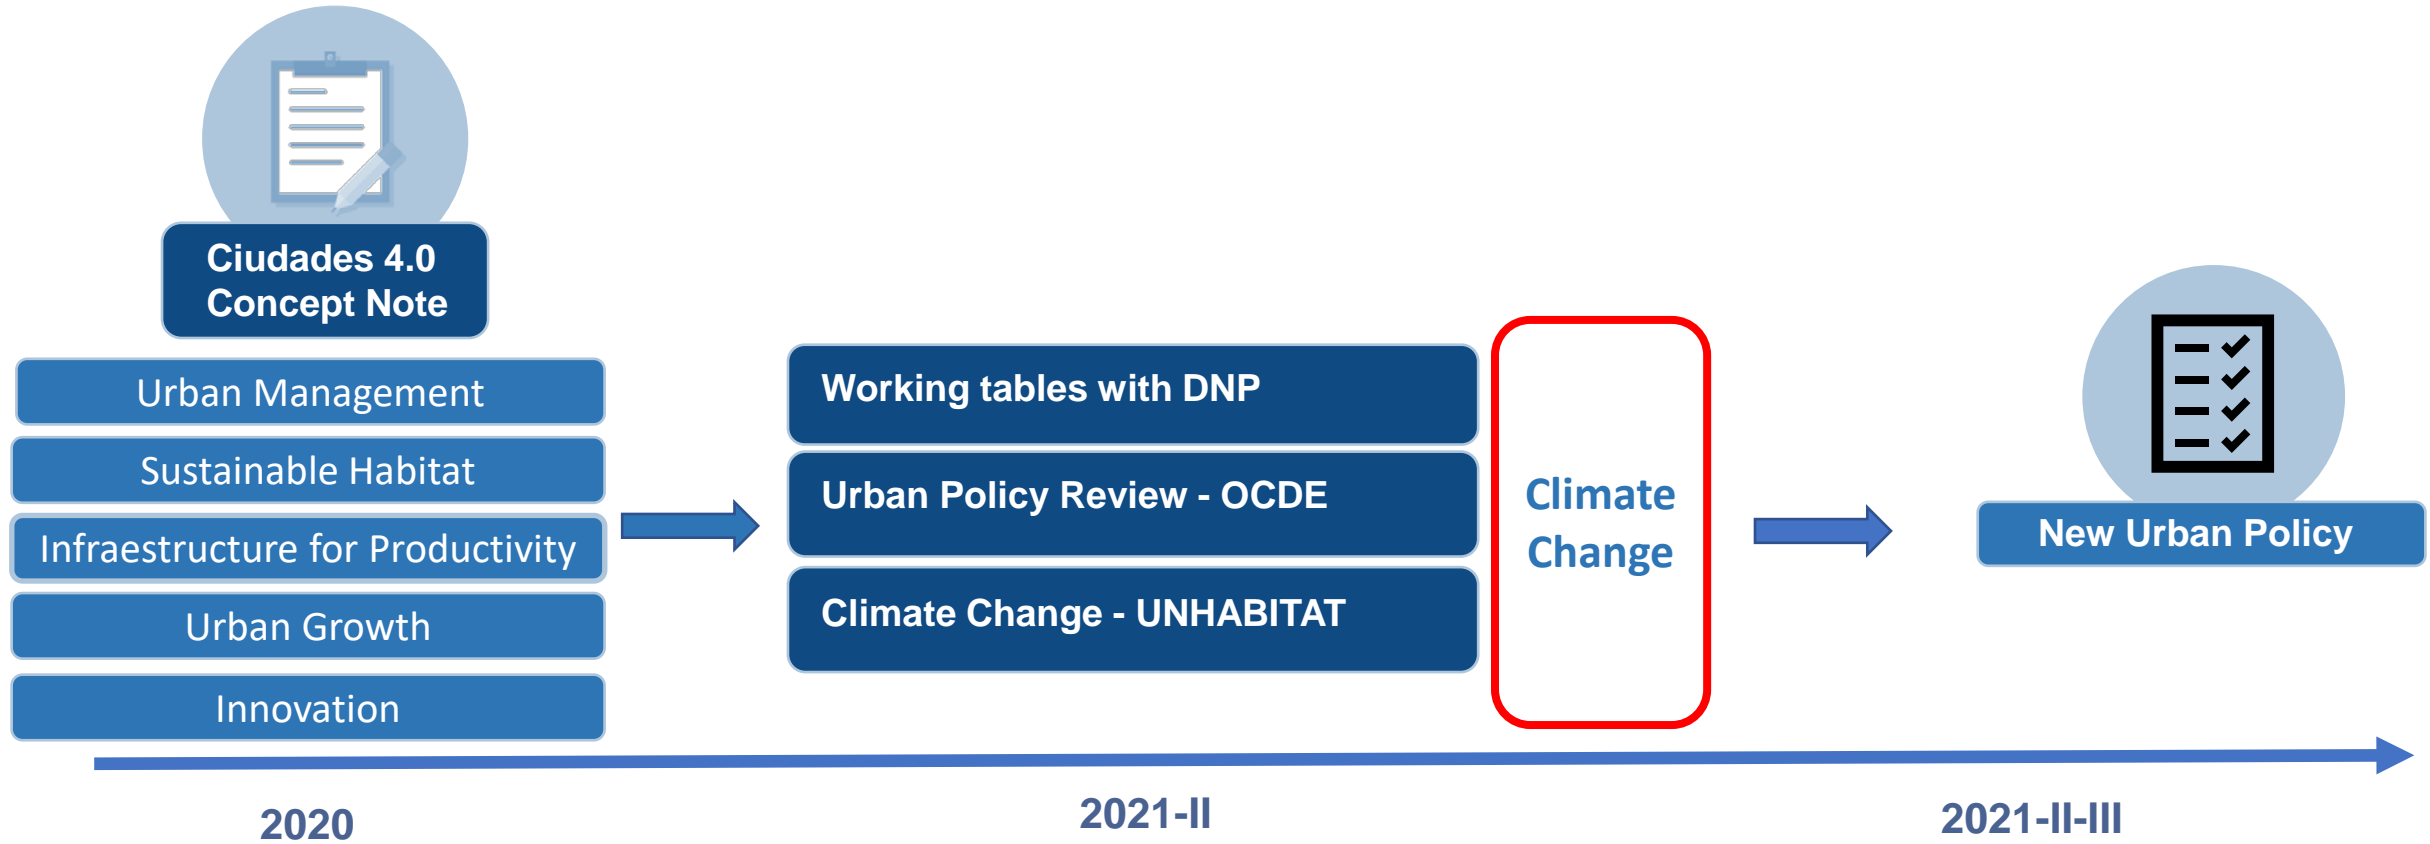 Ciudades 4.0
Concept Note
Urban Management
Sustainable Habitat
Infraestructure for Productivity
Urban Growth
Innovation
Working tables with DNP
Urban Policy Review - OCDE
Climate Change - UNHABITAT
Climate
Change
New Urban Policy
2020
2021-II
2021-II-III